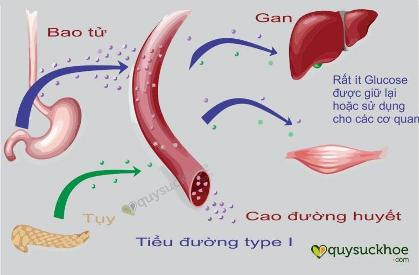 Bao tử
Gan
Rất ít Glucose
được giữ lại
hoặc sử dụng
cho các cơ quan
Tụy
quysuckhoe
Cao đường huyết
Tiểu đường type I
quysuckhoe
.com